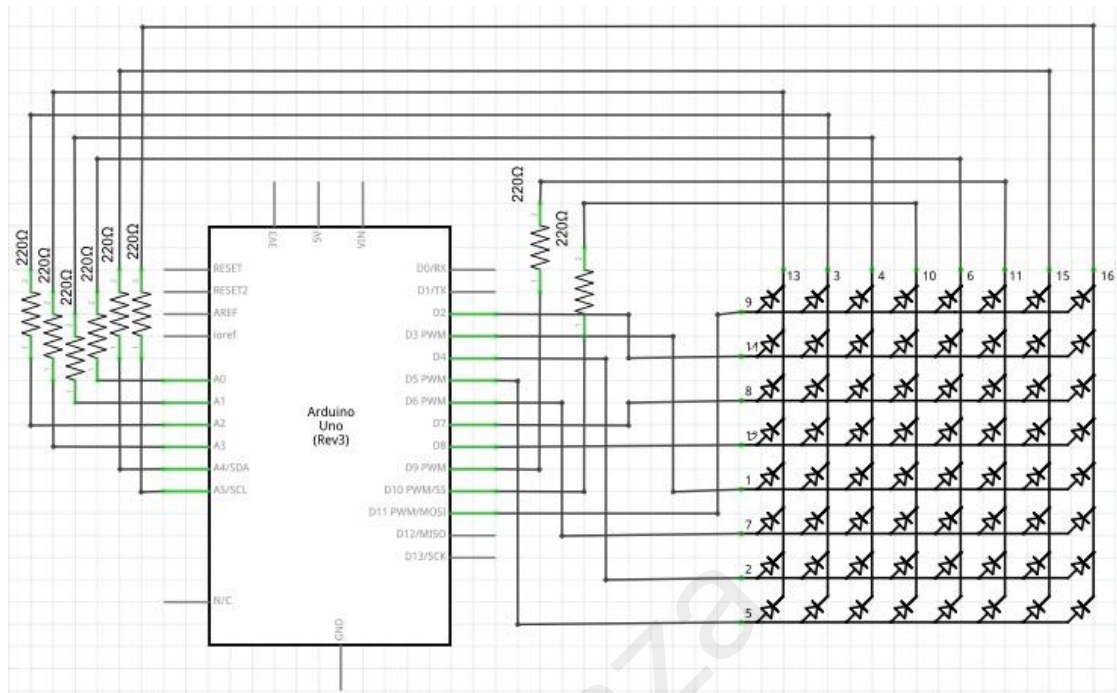 220Ω
220Ω
220Ω
220Ω
220Ω
220Ω
220Ω
220Ω
3V3
5V
VIN
RESET
RESET2
AREF
ioref
A0
A1
A2
A3
A4/SDA
A5/SCL
N/C
Arduino
Uno
(Rev3)
D0/RX
D1/TX
D2
D3 PWM
D4
D5 PWM
D6 PWM
D7
D8
D9 PWM
D10 PWM/SS
D11 PWM/MOSI
D12/MISO
D13/SCK
GND
13 3 4 10 6 11 15 16
9
8
1
7
2
5